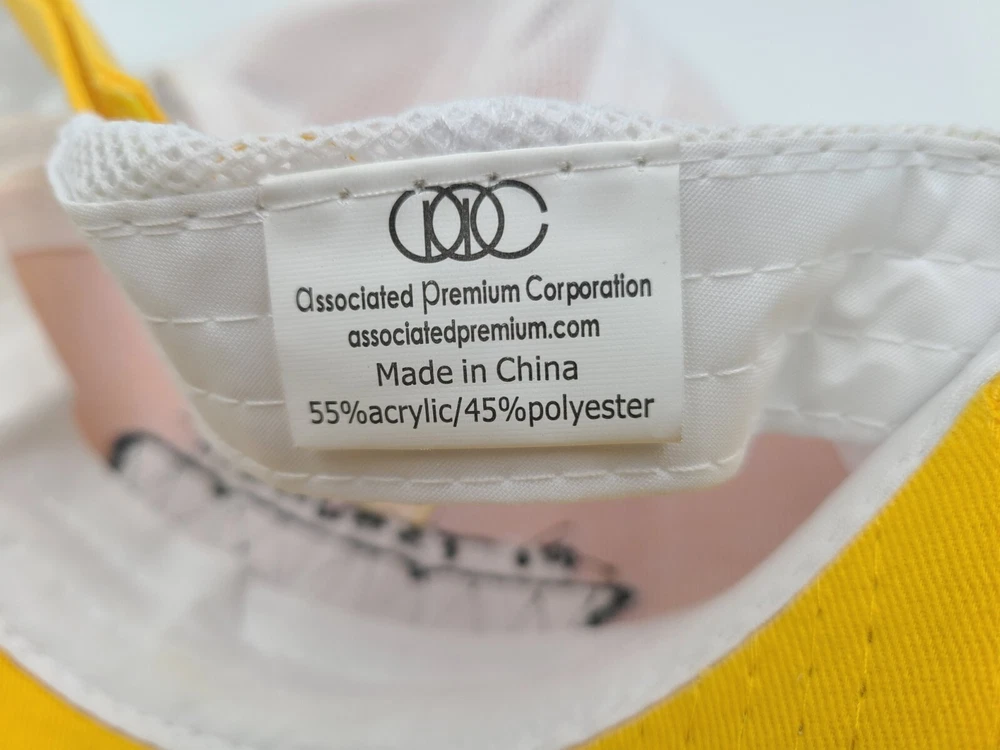 associated Premium Corporation
associatedpremium.com
Made in China
55%acrylic/45%polyester